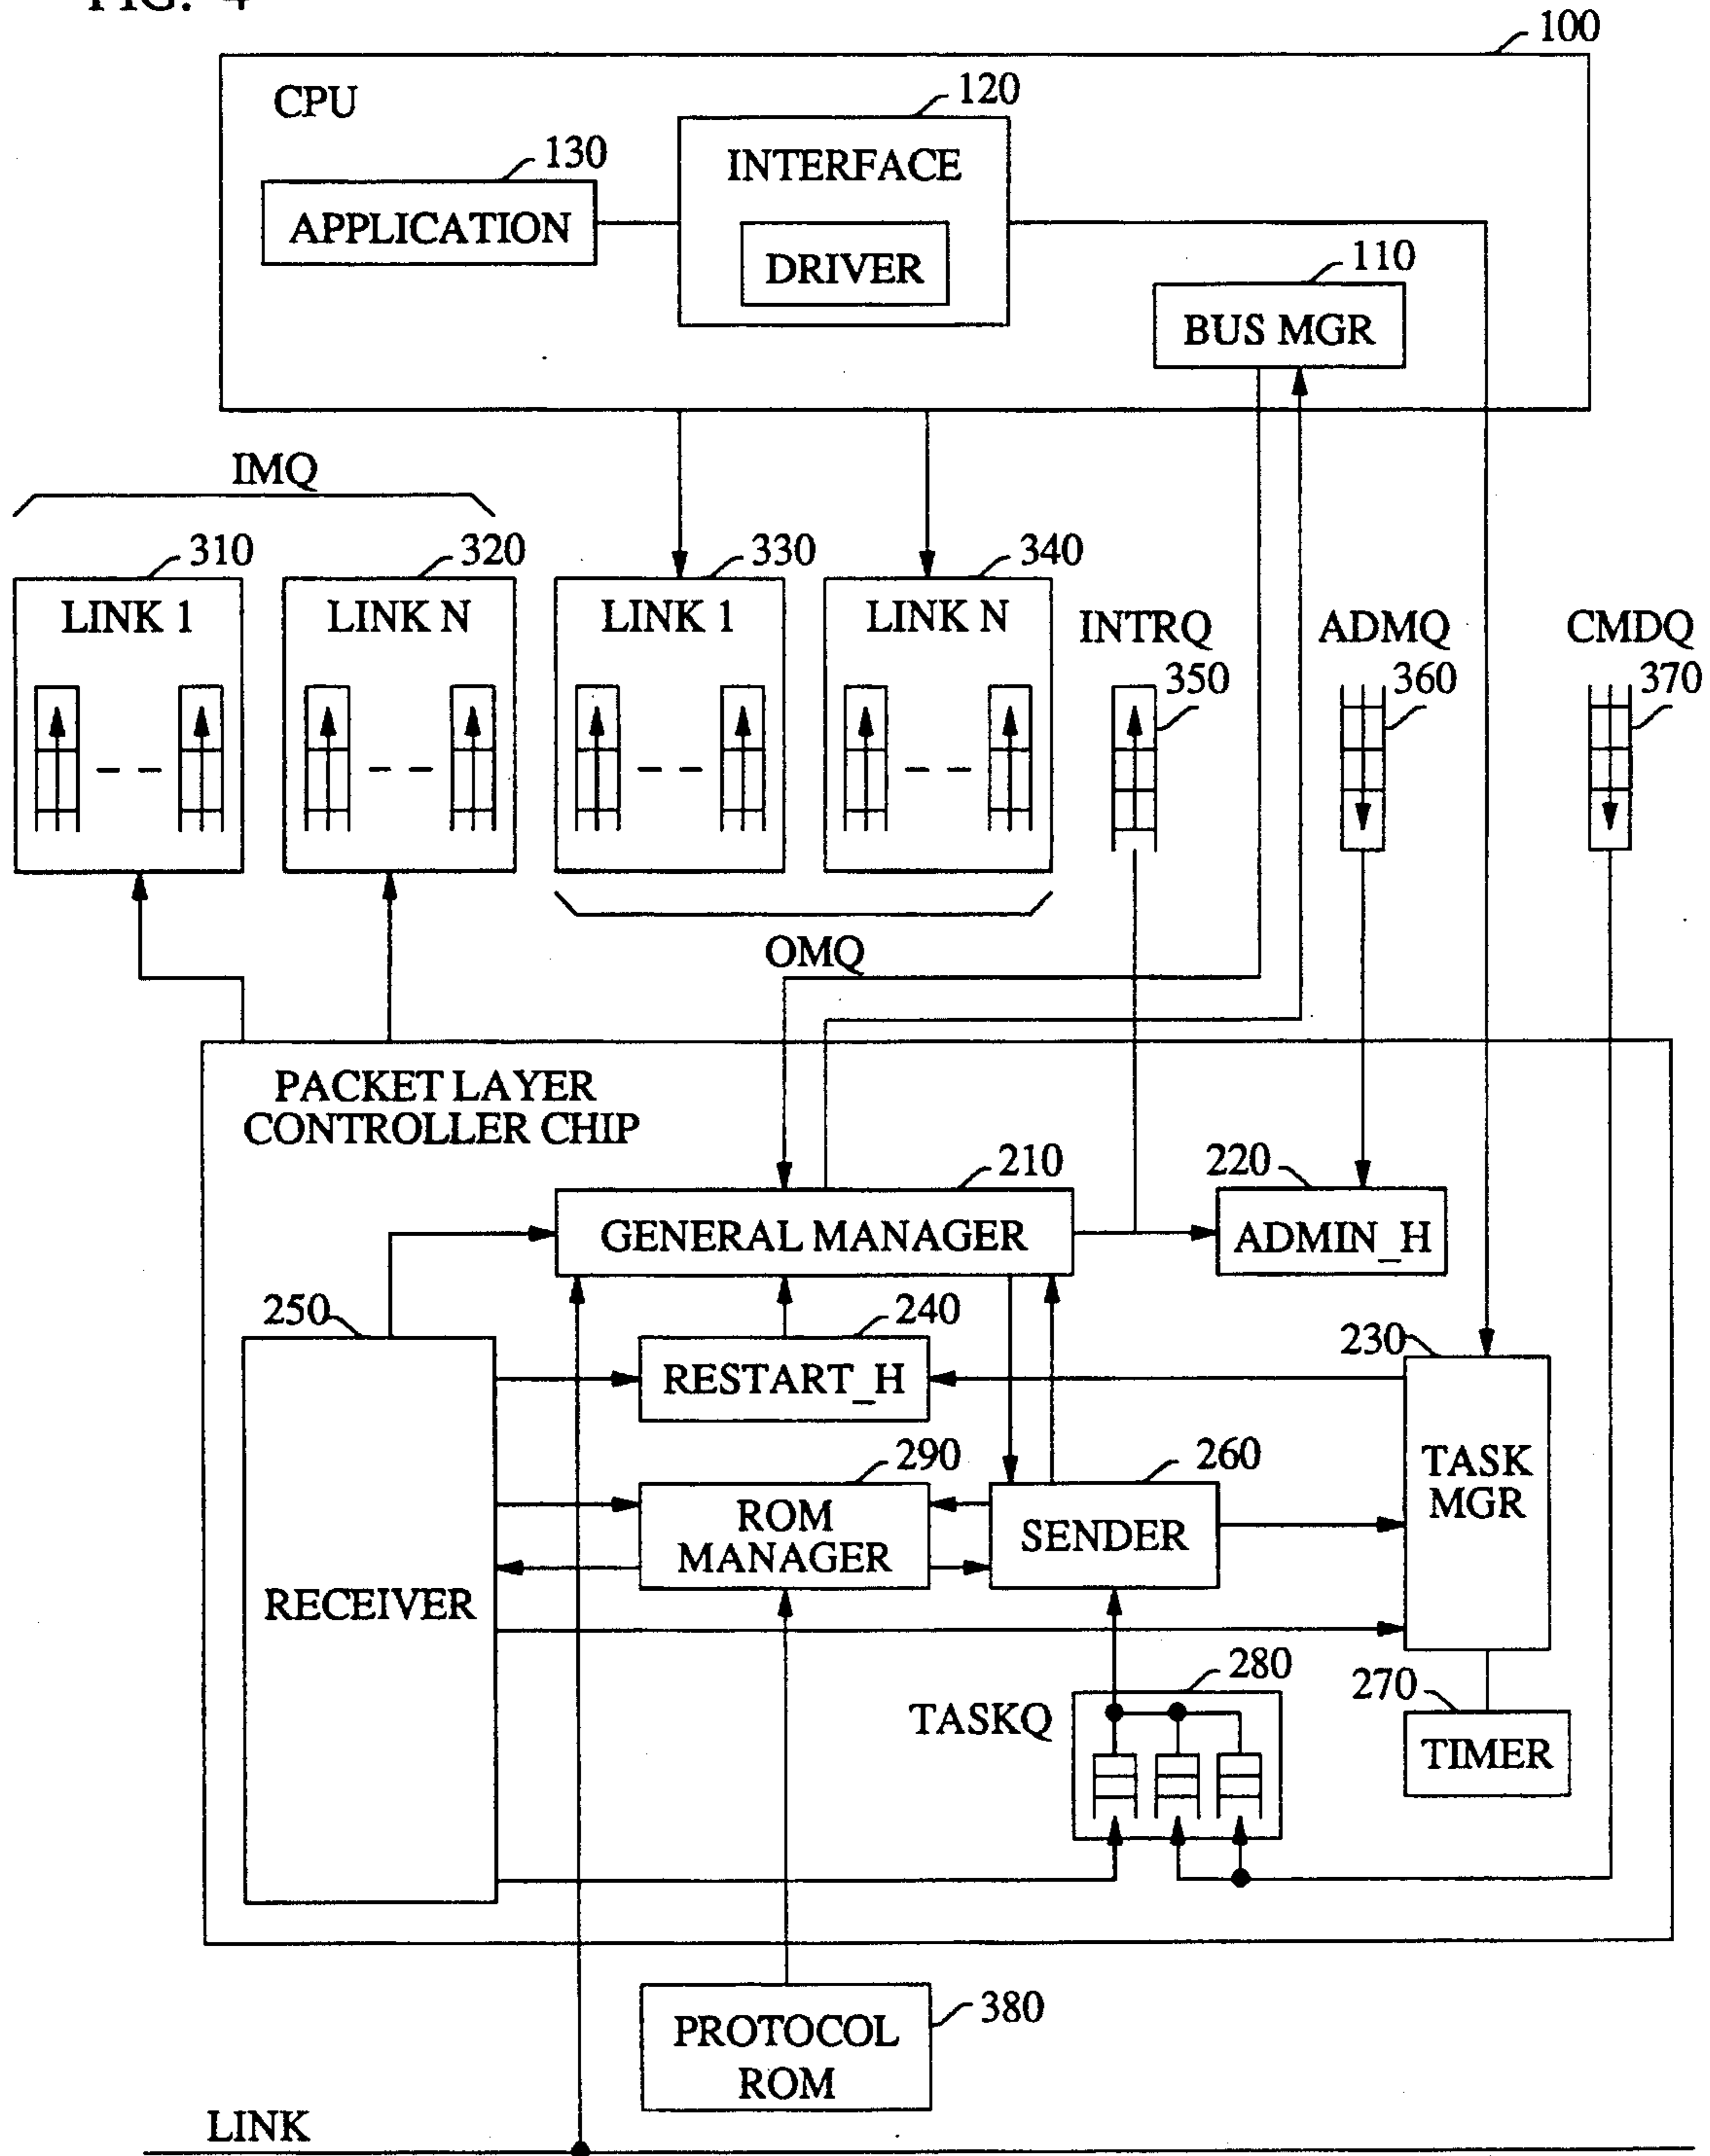 FIG. 4
100
CPU
120
130
INTERFACE
APPLICATION
DRIVER
110
BUS MGR
IMQ
310
320
330
340
LINK 1
LINK N
LINK 1
LINK N
INTRQ
ADMQ
CMDQ
350
360
370
OMQ
PACKET LAYER
CONTROLLER CHIP
210
220
GENERAL MANAGER
ADMIN_H
250
240
230
RESTART_H
290
260
TASK
MGR
ROM
MANAGER
SENDER
RECEIVER
280
270
TASKQ
TIMER
380
PROTOCOL
ROM
LINK